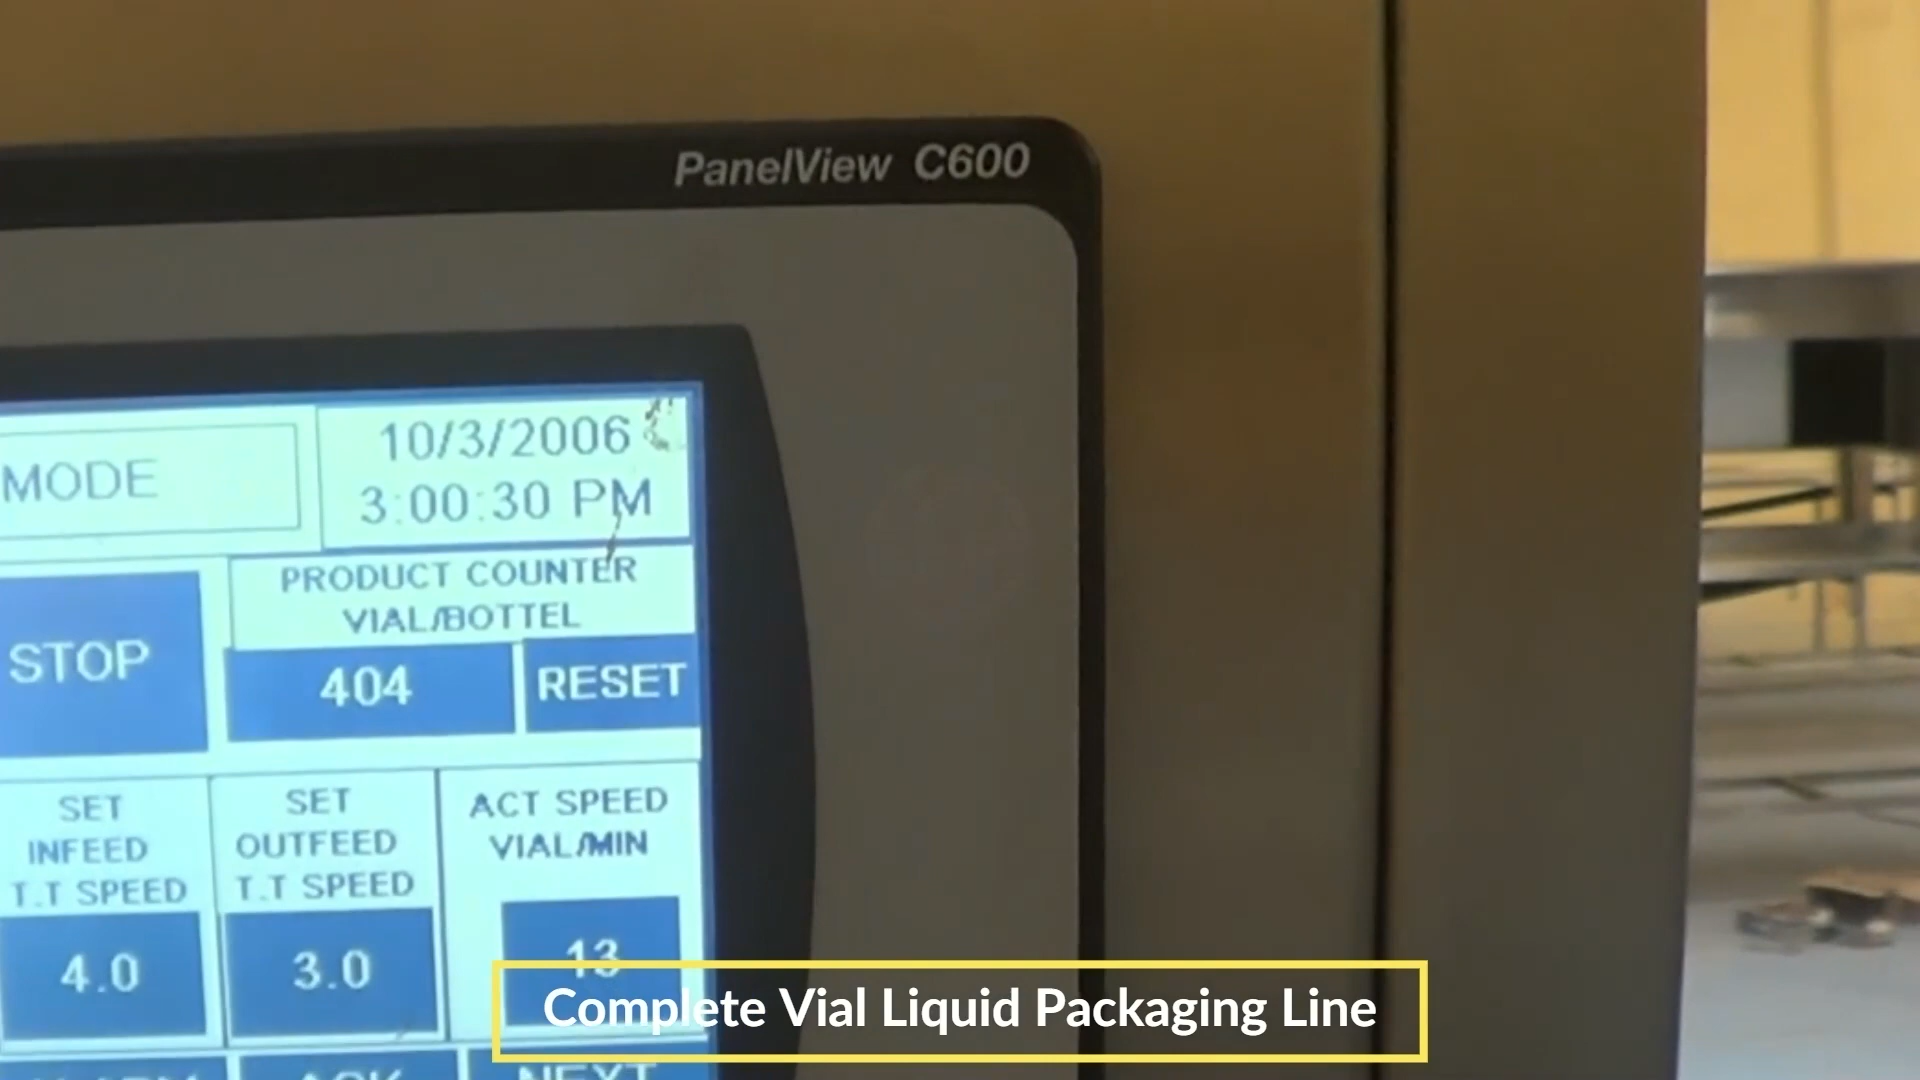 PanelView C600
MODE
10/3/2006
3:00:30 PM
STOP
PRODUCT COUNTER
VIAL/BOTTEL
404
RESET
SET
INFEED
T.T SPEED
4.0
SET
OUTFEED
T.T SPEED
3.0
ACT SPEED
VIAL/MIN
13
Complete Vial Liquid Packaging Line
ACK
NEXT